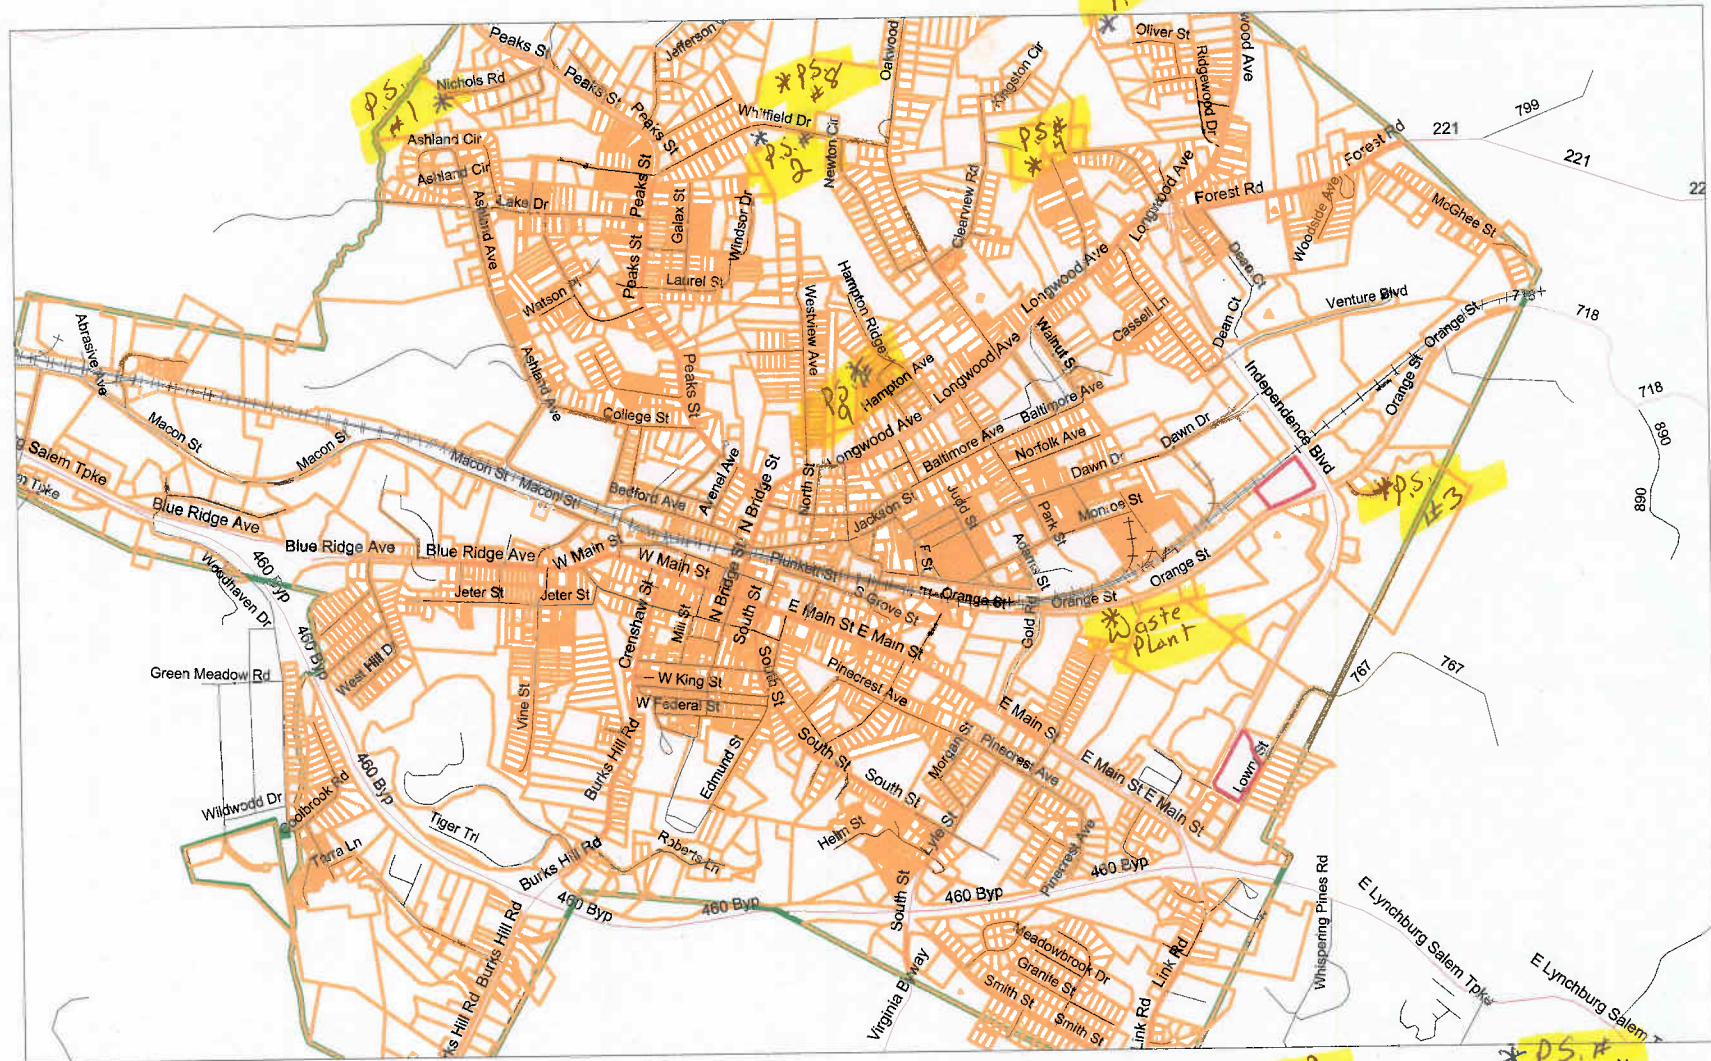 Peaks St
Jefferson
Oakwood
Oliver St
wood Ave
Nichols Rd
Peaks St
* P.S. 8
#
Kingston Cir
Ridgewood Dr
799
P.S.
# 1
Peaks St
Whitfield Dr
221
Ashland Cir
P.S.
2
Newton Cir
P.S #
4
Forest Rd
221
Ashland Cir
Peaks St
Galax St
Windsor Dr
Clearview Rd
Longwood Ave
Forest Rd
Woodside Ave
McGhee St
22
Lake Dr
Ashland Ave
Peaks St
Laurel St
Dean Ct
Watson Pl
Westview Ave
Hampton Ridge
Longwood Ave
Cassell Ln
Dean Ct
Venture Blvd
718
Orange St
718
Abrasive Ave
Ashland Ave
Peaks St
Walnut St
Longwood Ave
Hampton Ave
P.S
9
#
Independence Blvd
Orange St
718
College St
Baltimore Ave
890
Macon St
Macon St
Longwood Ave
Baltimore Ave
Norfolk Ave
Dawn Dr
Dawn Dr
Salem Tpke
n Tpke
Macon St
Macon St
Bedford Ave
Arenel Ave
N Bridge St
North St
Jackson St
Judd St
Park St
Monroe St
* P.S.
# 3
890
Blue Ridge Ave
Blue Ridge Ave
Blue Ridge Ave
W Main St
W Main St
N Bridge St
Plunkett St
F St
Adams St
Orange St
460 Byp
Woodhaven Dr
Jeter St
Jeter St
Crenshaw St
Mill St
South St
S Grove St
Orange St
Orange St
* Waste
Plant
460 Byp
E Main St
E Main St
Gold Rd
Green Meadow Rd
West Hill D
W King St
W Federal St
South St
Pinecrest Ave
767
767
Vine St
Burks Hill Rd
E Main St
460 Byp
Edmund St
South St
Morgan St
Pinecrest Ave
E Main St
Lowry St
Wildwood Dr
Coolbrook Rd
South St
E Main St
Tiger Trl
Helm St
Lyle St
Terra Ln
Burks Hill Rd
Roberts Ln
Pinecrest Ave
460 Byp
460 Byp
460 Byp
South St
460 Byp
Whispering Pines Rd
E Lynchburg Salem Tpke
Burks Hill Rd
Meadowbrook Dr
Granite St
Link Rd
Virginia Byway
Smith St
Smith St
Link Rd
ks Hill Rd
E Lynchburg Salem T
* P.S. #